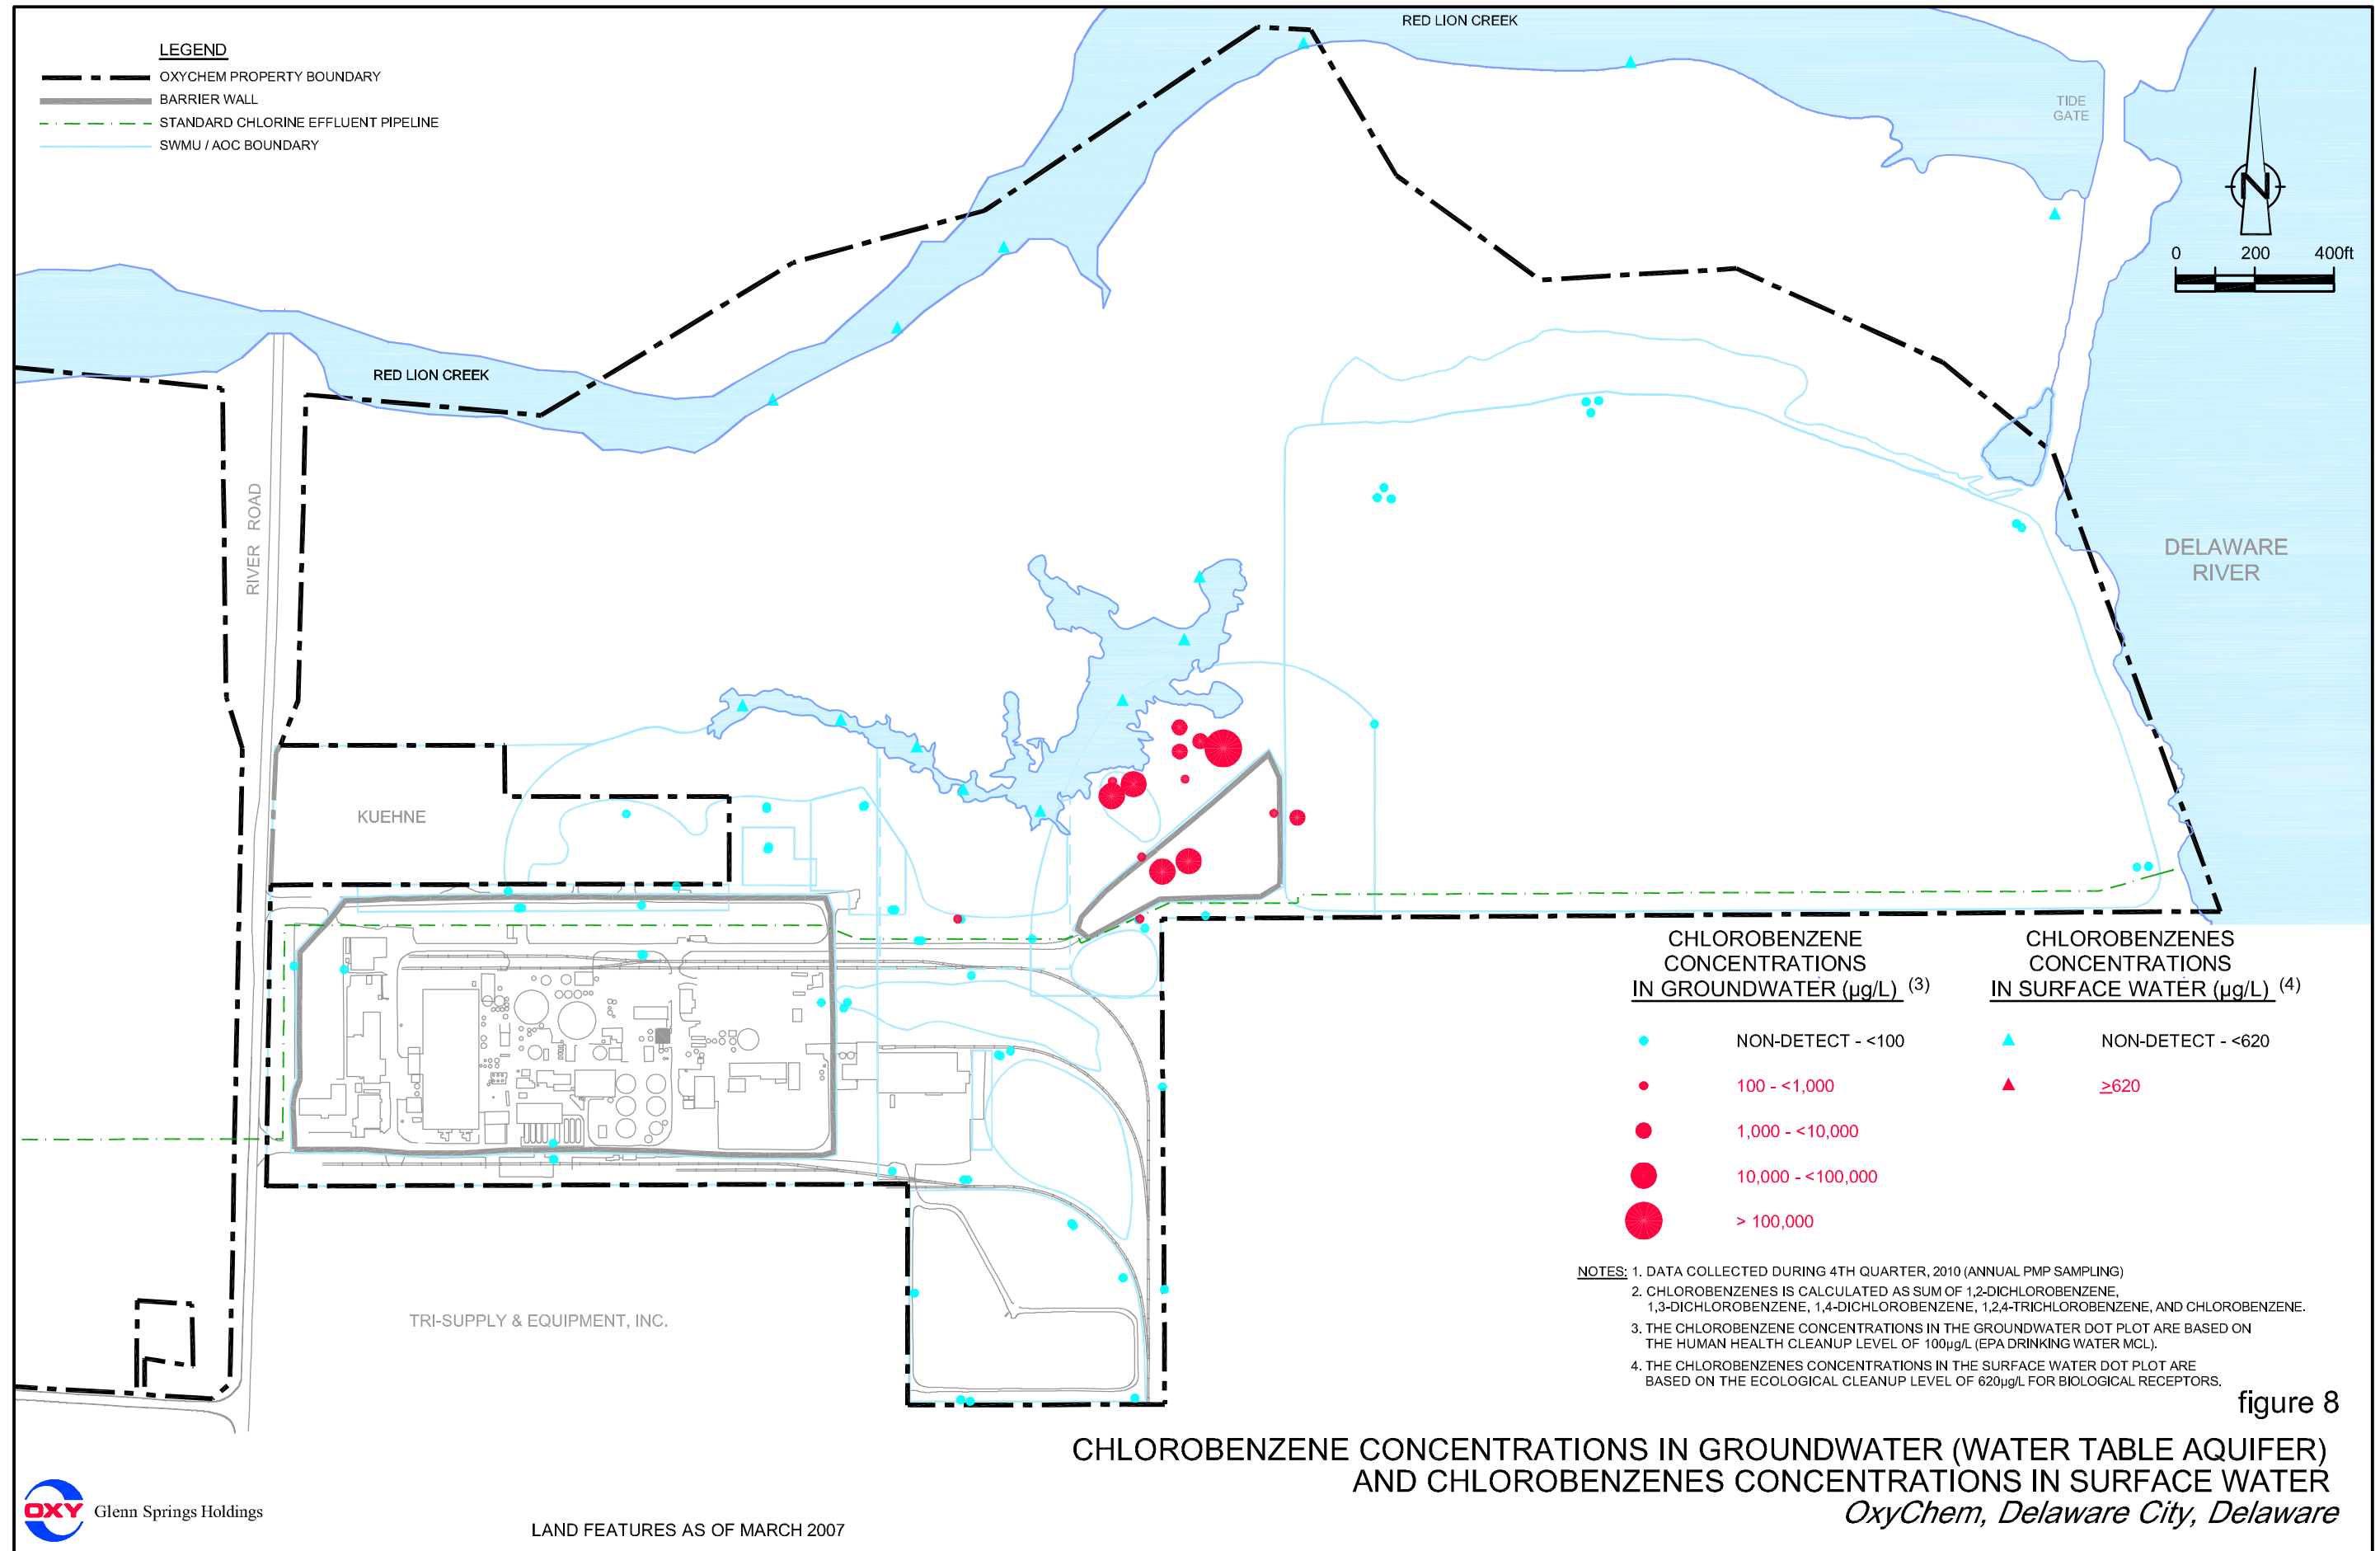 RED LION CREEK
LEGEND
OXYCHEM PROPERTY BOUNDARY
BARRIER WALL
STANDARD CHLORINE EFFLUENT PIPELINE
SWMU / AOC BOUNDARY
TIDE
GATE
N
0 200 400ft
RED LION CREEK
RIVER ROAD
DELAWARE
RIVER
KUEHNE
CHLOROBENZENE
CONCENTRATIONS
IN GROUNDWATER (µg/L) (3)
NON-DETECT - <100
100 - <1,000
1,000 - <10,000
10,000 - <100,000
> 100,000
CHLOROBENZENES
CONCENTRATIONS
IN SURFACE WATER (µg/L) (4)
NON-DETECT - <620
≥620
TRI-SUPPLY & EQUIPMENT, INC.
NOTES: 1. DATA COLLECTED DURING 4TH QUARTER, 2010 (ANNUAL PMP SAMPLING)
2. CHLOROBENZENES IS CALCULATED AS SUM OF 1,2-DICHLOROBENZENE,
1,3-DICHLOROBENZENE, 1,4-DICHLOROBENZENE, 1,2,4-TRICHLOROBENZENE, AND CHLOROBENZENE.
3. THE CHLOROBENZENE CONCENTRATIONS IN THE GROUNDWATER DOT PLOT ARE BASED ON
THE HUMAN HEALTH CLEANUP LEVEL OF 100µg/L (EPA DRINKING WATER MCL).
4. THE CHLOROBENZENES CONCENTRATIONS IN THE SURFACE WATER DOT PLOT ARE
BASED ON THE ECOLOGICAL CLEANUP LEVEL OF 620µg/L FOR BIOLOGICAL RECEPTORS.
figure 8
CHLOROBENZENE CONCENTRATIONS IN GROUNDWATER (WATER TABLE AQUIFER)
AND CHLOROBENZENES CONCENTRATIONS IN SURFACE WATER
OxyChem, Delaware City, Delaware
OXY Glenn Springs Holdings
LAND FEATURES AS OF MARCH 2007